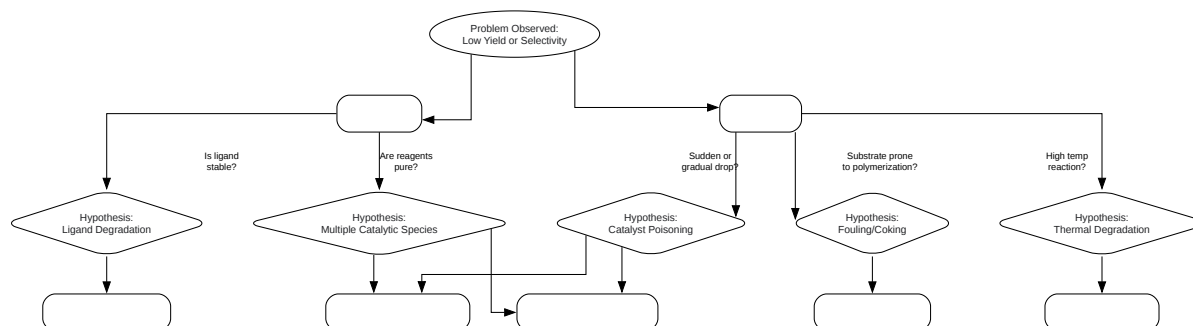 Problem Observed:
Low Yield or Selectivity
Is ligand
stable?
Are reagents
pure?
Sudden or
gradual drop?
Substrate prone
to polymerization?
High temp
reaction?
Hypothesis:
Ligand Degradation
Hypothesis:
Multiple Catalytic Species
Hypothesis:
Catalyst Poisoning
Hypothesis:
Fouling/Coking
Hypothesis:
Thermal Degradation